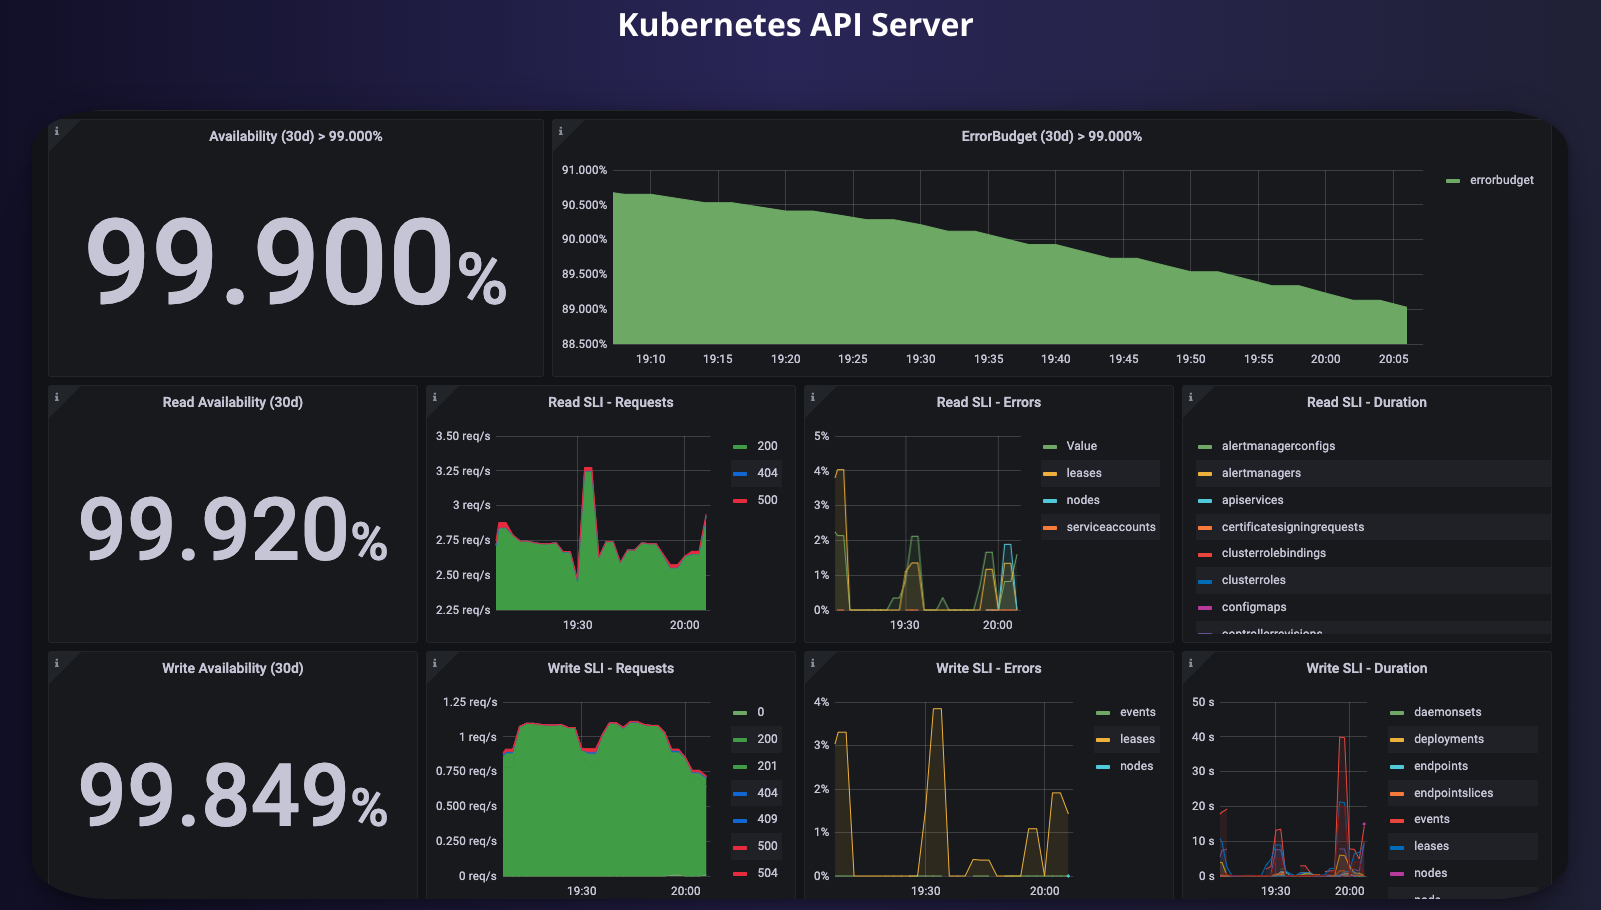 Kubernetes API Server
Availability (30d) > 99.000%
99.900%
ErrorBudget (30d) > 99.000%
91.000%
90.500%
90.000%
89.500%
89.000%
88.500%
19:10 19:15 19:20 19:25 19:30 19:35 19:40 19:45 19:50 19:55 20:00 20:05
errorbudget
Read Availability (30d)
99.920%
Read SLI - Requests
3.50 req/s
3.25 req/s
3 req/s
2.75 req/s
2.50 req/s
2.25 req/s
19:30 20:00
200
404
500
Read SLI - Errors
5%
4%
3%
2%
1%
0%
19:30 20:00
Value
leases
nodes
serviceaccounts
Read SLI - Duration
alertmanagerconfigs
alertmanagers
apiservices
certificatesigningrequests
clusterrolebindings
clusterroles
configmaps
controllerrevisions
Write Availability (30d)
99.849%
Write SLI - Requests
1.25 req/s
1 req/s
0.750 req/s
0.500 req/s
0.250 req/s
0 req/s
19:30 20:00
0
200
201
404
409
500
504
Write SLI - Errors
4%
3%
2%
1%
0%
19:30 20:00
events
leases
nodes
Write SLI - Duration
50 s
40 s
30 s
20 s
10 s
0 s
19:30 20:00
daemonsets
deployments
endpoints
endpointslices
events
leases
nodes